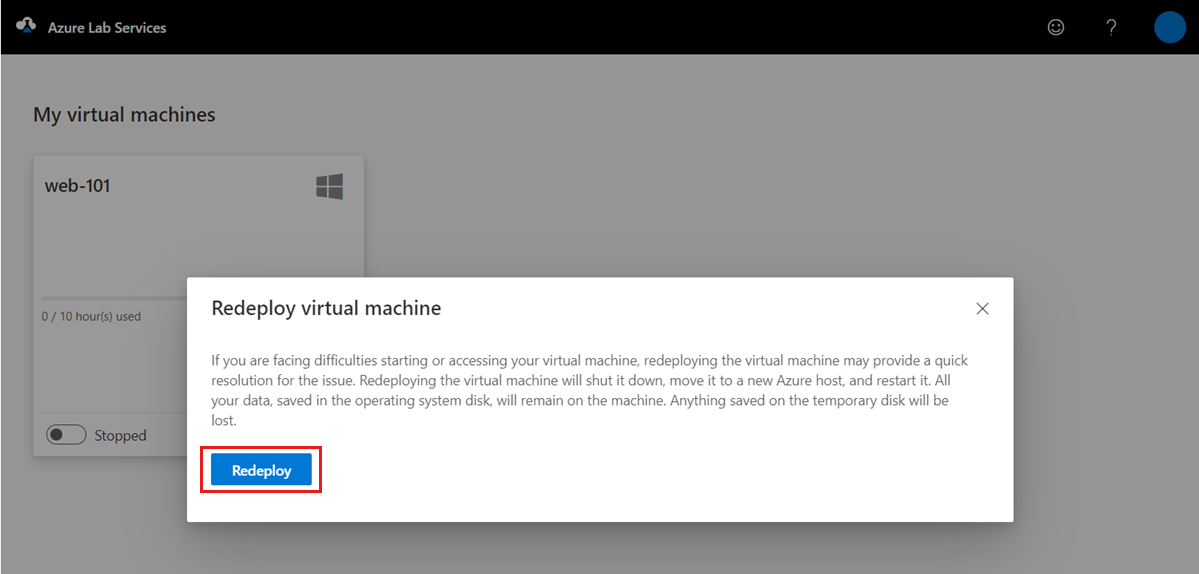 Azure Lab Services
?
My virtual machines
web-101
0 / 10 hour(s) used
Stopped
Redeploy virtual machine
If you are facing difficulties starting or accessing your virtual machine, redeploying the virtual machine may provide a quick
resolution for the issue. Redeploying the virtual machine will shut it down, move it to a new Azure host, and restart it. All
your data, saved in the operating system disk, will remain on the machine. Anything saved on the temporary disk will be
lost.
Redeploy